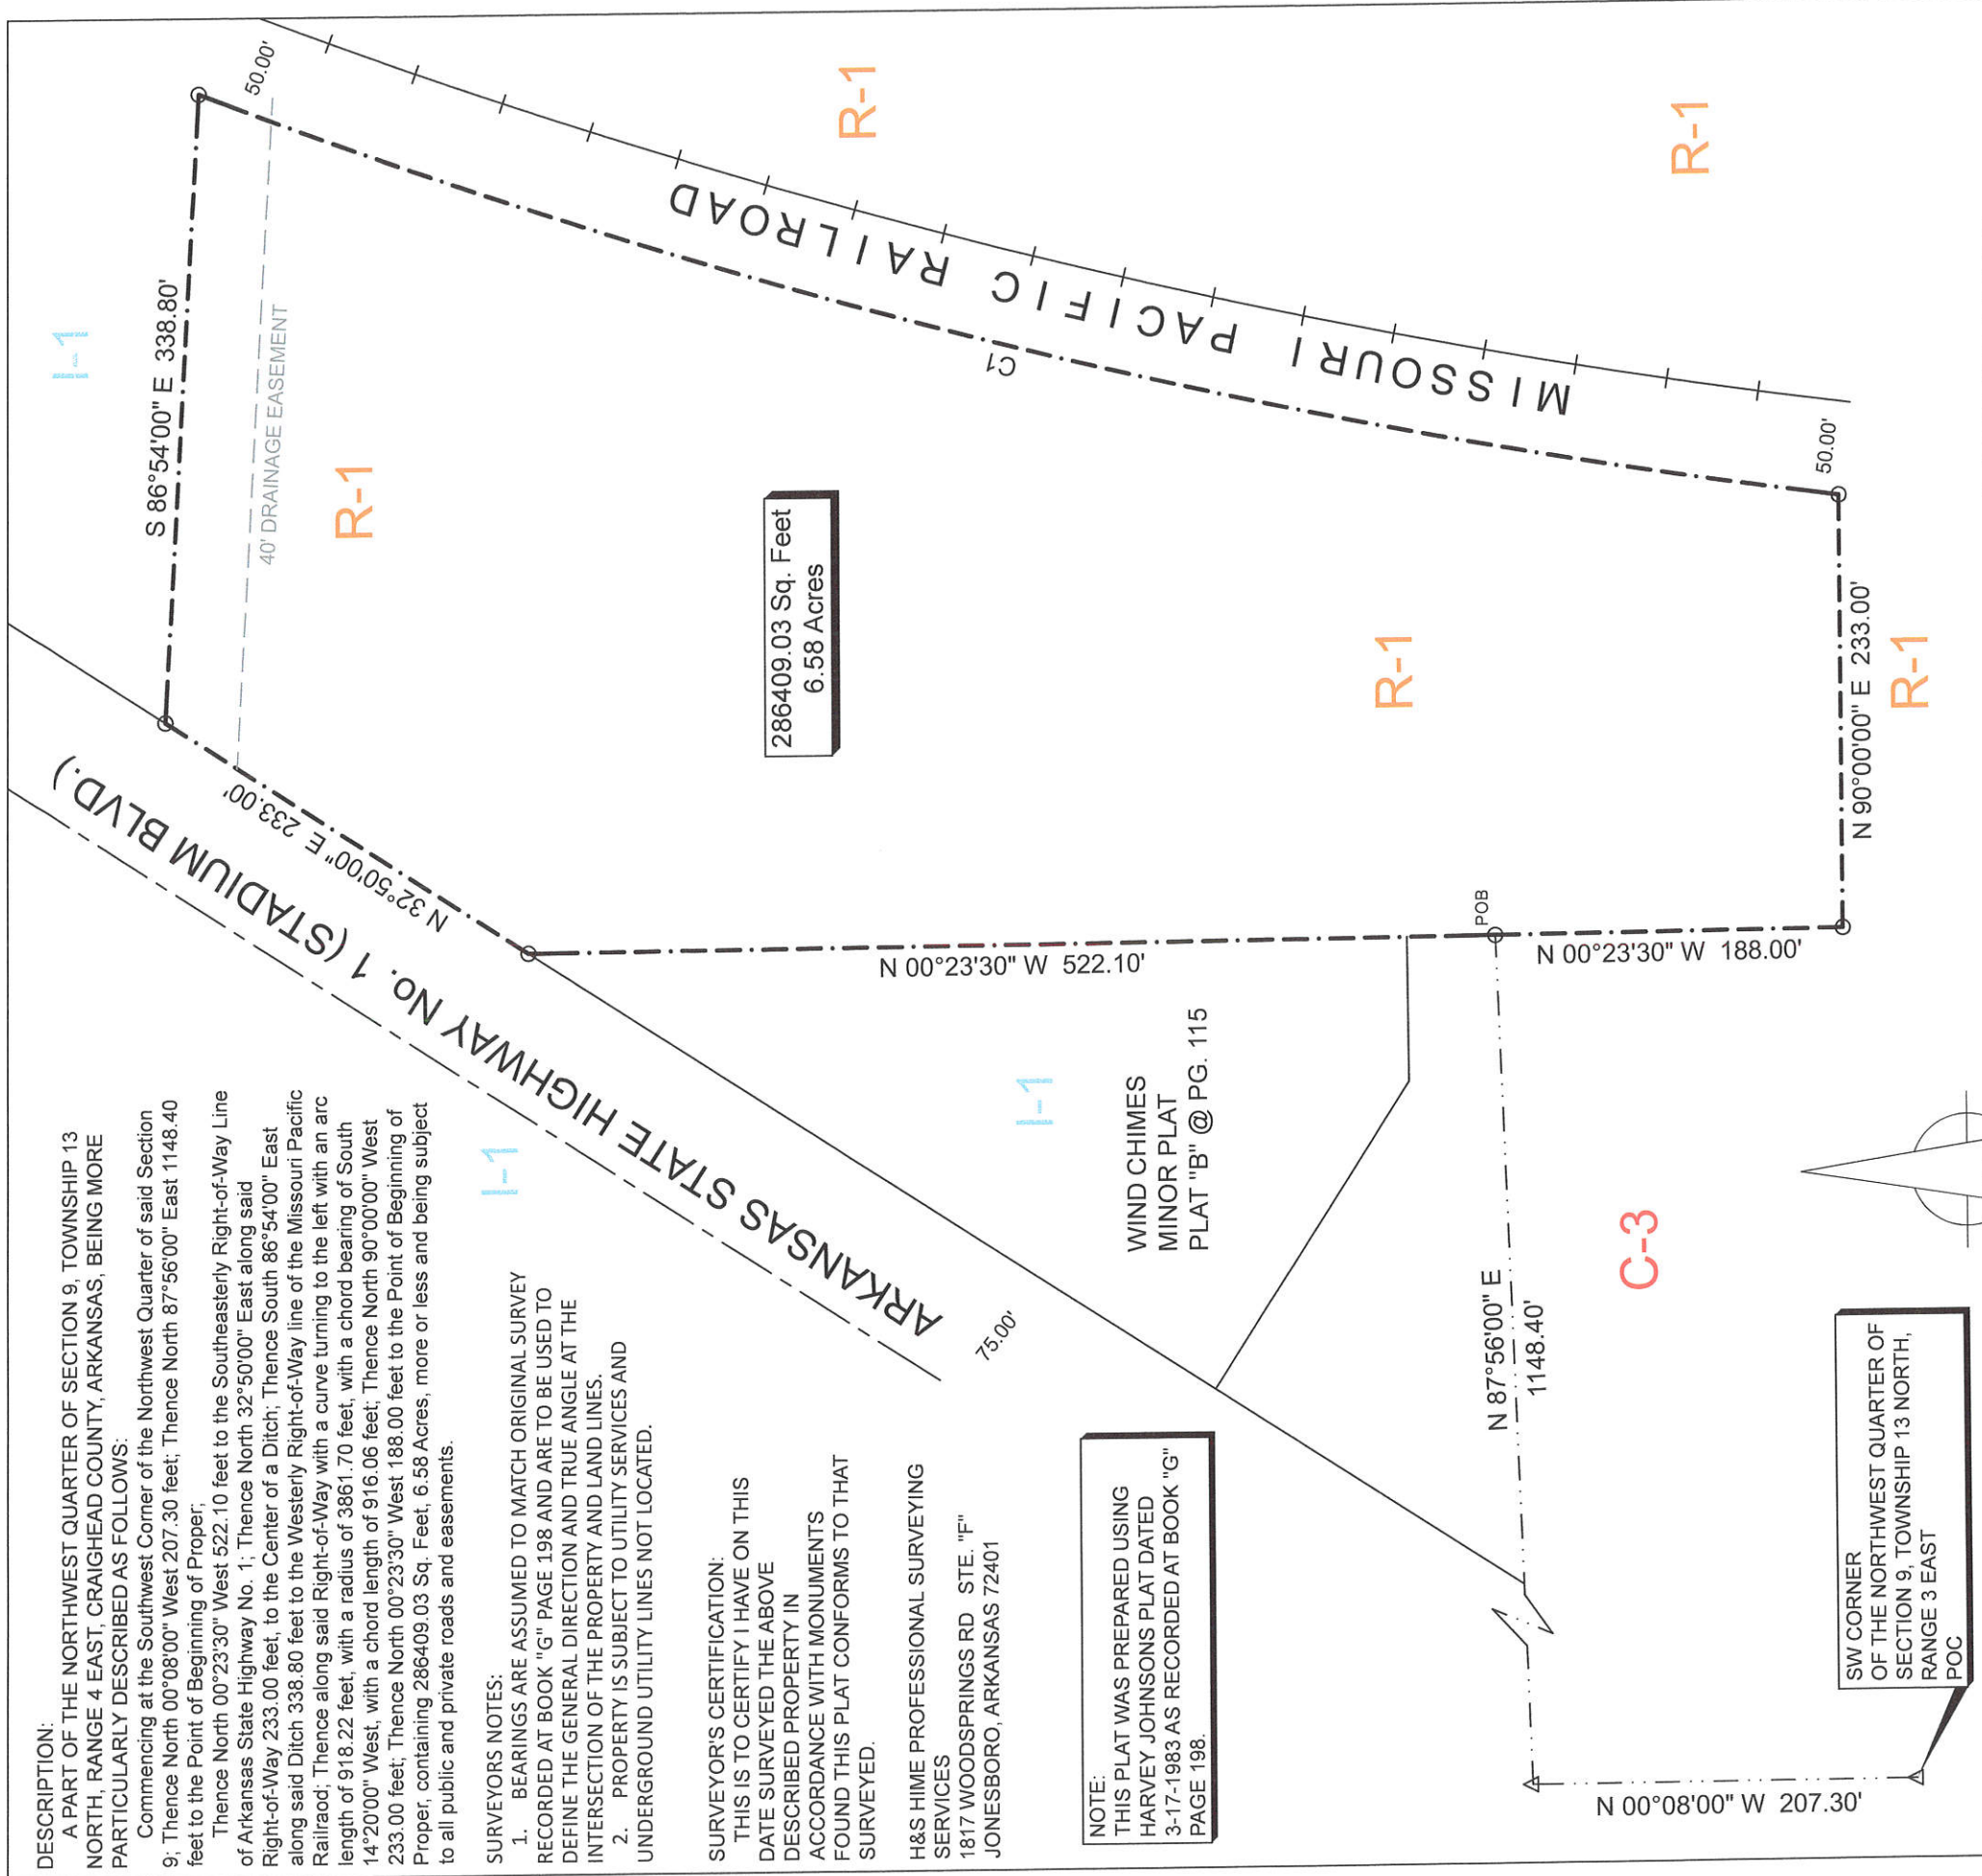 DESCRIPTION:
A PART OF THE NORTHWEST QUARTER OF SECTION 9, TOWNSHIP 13
NORTH, RANGE 4 EAST, CRAIGHEAD COUNTY, ARKANSAS, BEING MORE
PARTICULARLY DESCRIBED AS FOLLOWS:
Commencing at the Southwest Corner of the Northwest Quarter of said Section
9; Thence North 00°08'00" West 207.30 feet; Thence North 87°56'00" East 1148.40
feet to the Point of Beginning of Proper;
Thence North 00°23'30" West 522.10 feet to the Southeasterly Right-of-Way Line
of Arkansas State Highway No. 1; Thence North 32°50'00" East along said
Right-of-Way 233.00 feet, to the Center of a Ditch; Thence South 86°54'00" East
along said Ditch 338.80 feet to the Westerly Right-of-Way line of the Missouri Pacific
Railraod; Thence along said Right-of-Way with a curve turning to the left with an arc
length of 918.22 feet, with a radius of 3861.70 feet, with a chord bearing of South
14°20'00" West, with a chord length of 916.06 feet; Thence North 90°00'00" West
233.00 feet; Thence North 00°23'30" West 188.00 feet to the Point of Beginning of
Proper, containing 286409.03 Sq. Feet, 6.58 Acres, more or less and being subject
to all public and private roads and easements.
SURVEYORS NOTES:
1. BEARINGS ARE ASSUMED TO MATCH ORIGINAL SURVEY
RECORDED AT BOOK "G" PAGE 198 AND ARE TO BE USED TO
DEFINE THE GENERAL DIRECTION AND TRUE ANGLE AT THE
INTERSECTION OF THE PROPERTY AND LAND LINES.
2. PROPERTY IS SUBJECT TO UTILITY SERVICES AND
UNDERGROUND UTILITY LINES NOT LOCATED.
SURVEYOR'S CERTIFICATION:
THIS IS TO CERTIFY I HAVE ON THIS
DATE SURVEYED THE ABOVE
DESCRIBED PROPERTY IN
ACCORDANCE WITH MONUMENTS
FOUND THIS PLAT CONFORMS TO THAT
SURVEYED.
H&S HIME PROFESSIONAL SURVEYING
SERVICES
1817 WOODSPRINGS RD STE. "F"
JONESBORO, ARKANSAS 72401
NOTE:
THIS PLAT WAS PREPARED USING
HARVEY JOHNSONS PLAT DATED
3-17-1983 AS RECORDED AT BOOK "G"
PAGE 198.
I-1
I-1
I-1
ARKANSAS STATE HIGHWAY No. 1 (STADIUM BLVD.)
75.00'
N 32°50'00" E 233.00'
S 86°54'00" E 338.80'
40' DRAINAGE EASEMENT
50.00'
R-1
R-1
R-1
R-1
R-1
MISSOURI PACIFIC RAILROAD
C1
286409.03 Sq. Feet
6.58 Acres
N 00°23'30" W 522.10'
WIND CHIMES
MINOR PLAT
PLAT "B" @ PG. 115
POB
N 00°23'30" W 188.00'
N 90°00'00" E 233.00'
50.00'
N 87°56'00" E
1148.40'
C-3
N 00°08'00" W 207.30'
SW CORNER
OF THE NORTHWEST QUARTER OF
SECTION 9, TOWNSHIP 13 NORTH,
RANGE 3 EAST
POC